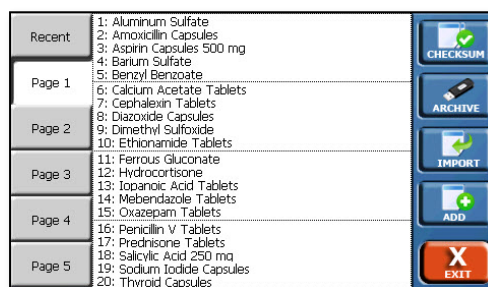 Recent
Page 1
Page 2
Page 3
Page 4
Page 5
1: Aluminum Sulfate
2: Amoxicillin Capsules
3: Aspirin Capsules 500 mg
4: Barium Sulfate
5: Benzyl Benzoate
6: Calcium Acetate Tablets
7: Cephalexin Tablets
8: Diazoxide Capsules
9: Dimethyl Sulfoxide
10: Ethionamide Tablets
11: Ferrous Gluconate
12: Hydrocortisone
13: Iopanoic Acid Tablets
14: Mebendazole Tablets
15: Oxazepam Tablets
16: Penicillin V Tablets
17: Prednisone Tablets
18: Salicylic Acid 250 mg
19: Sodium Iodide Capsules
20: Thyroid Capsules
CHECKSUM
ARCHIVE
IMPORT
ADD
X
EXIT